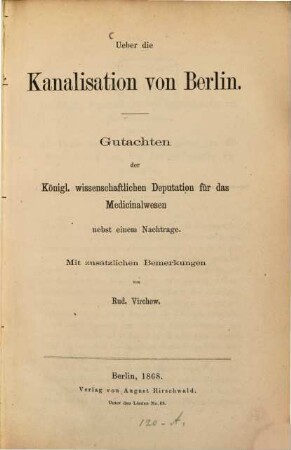 Ueber die
Kanalisation von Berlin.
Gutachten
der
Königl. wissenschaftlichen Deputation für das
Medicinalwesen
nebst einem Nachtrage.
Mit zusätzlichen Bemerkungen
von
Rud. Virchow.
Berlin, 1868.
Verlag von August Hirschwald.
Unter den Linden No. 68.
120-A.